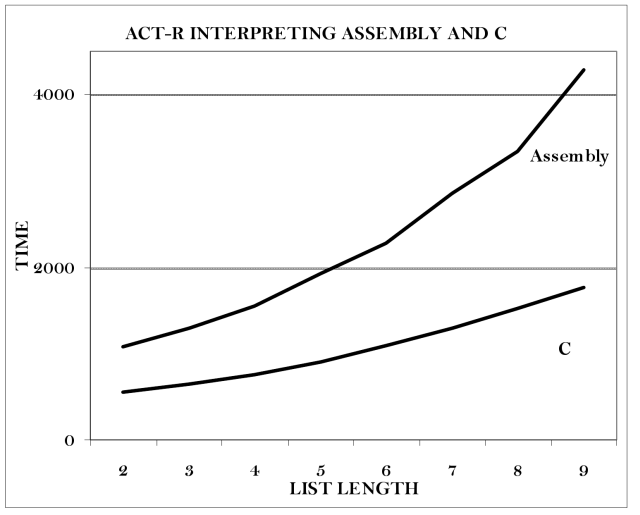 ACT-R INTERPRETING ASSEMBLY AND C
4000
Assembly
TIME
2000
C
0
2 3 4 5 6 7 8 9
LIST LENGTH